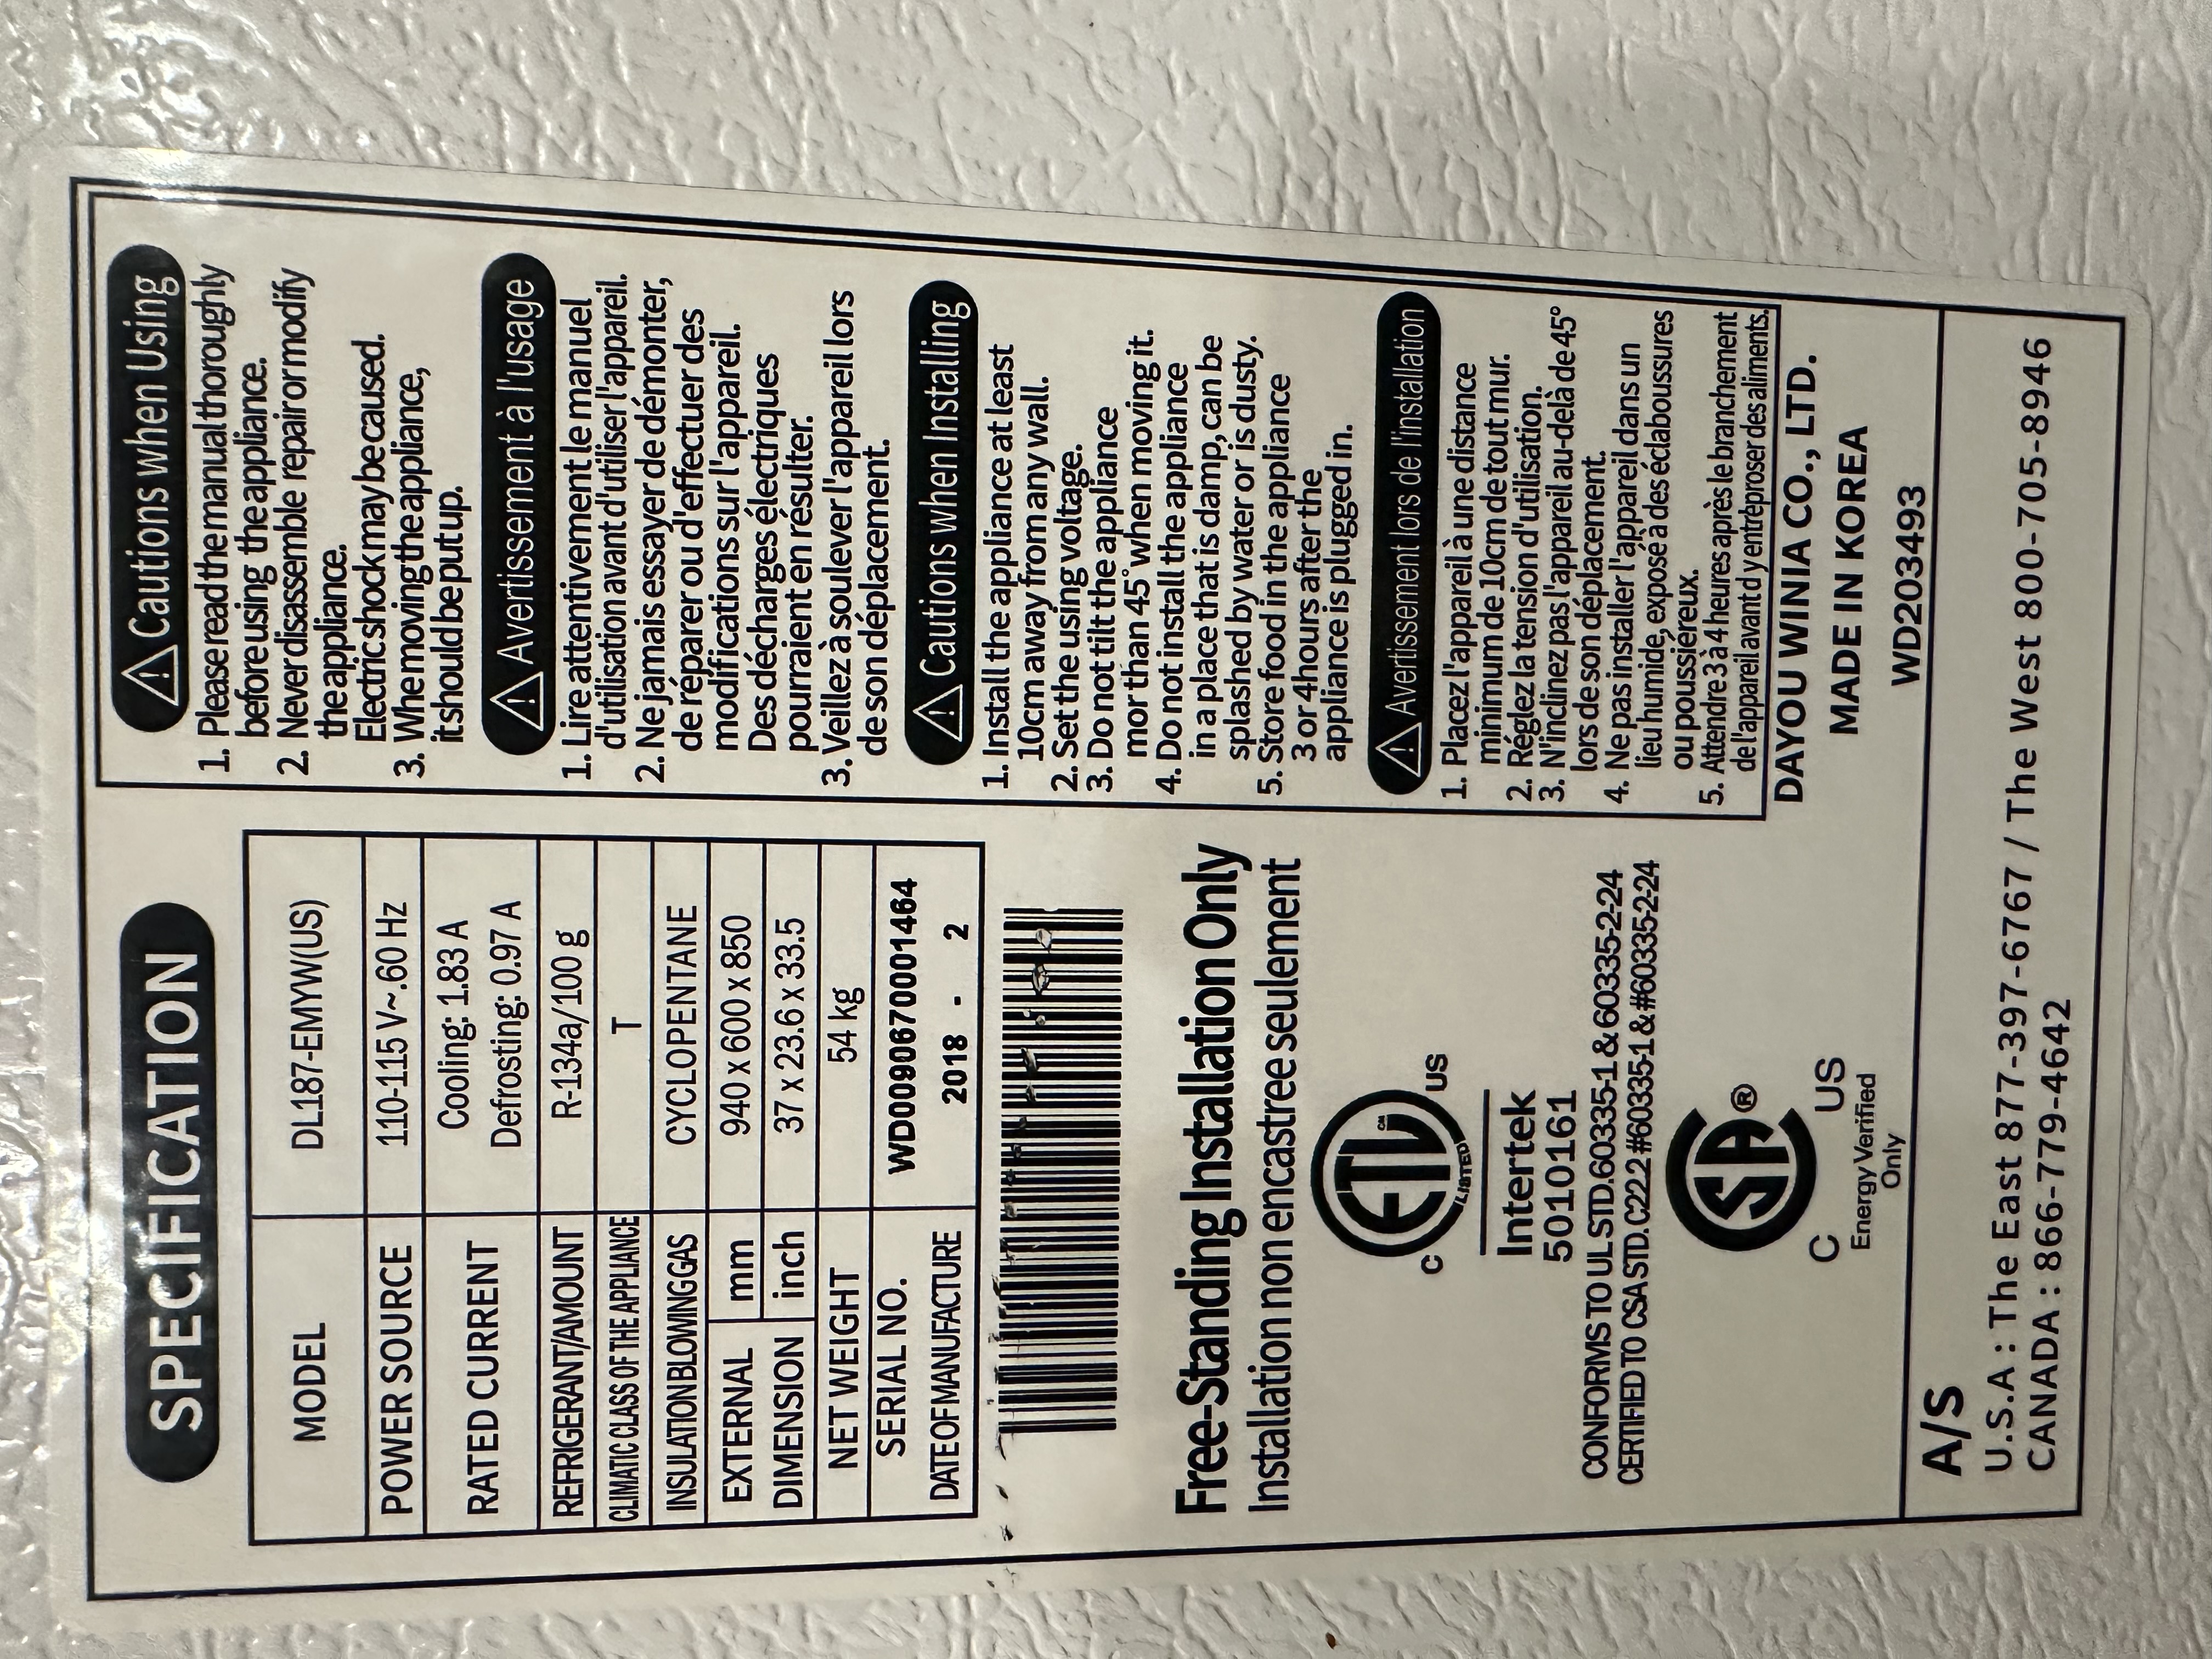 SPECIFICATION
MODEL DL187-EMYW(US)
POWER SOURCE 110-115 V~.60 Hz
RATED CURRENT Cooling: 1.83 A
Defrosting: 0.97 A
REFRIGERANT/AMOUNT R-134a/100 g
CLIMATIC CLASS OF THE APPLIANCE T
INSULATION BLOWING GAS CYCLOPENTANE
EXTERNAL mm 940 x 600 x 850
DIMENSION inch 37 x 23.6 x 33.5
NET WEIGHT 54 kg
SERIAL NO. WD0090670001464
DATE OF MANUFACTURE 2018 - 2
Free-Standing Installation Only
Installation non encastree seulement
C ETL CM US
LISTED
Intertek
5010161
CONFORMS TO UL STD.60335-1 & 60335-2-24
CERTIFIED TO CSA STD. C22.2 #60335-1 & #60335-2-24
SA ®
C US
Energy Verified
Only
⚠ Cautions when Using
1. Please read the manual thoroughly
before using the appliance.
2. Never disassemble repair or modify
the appliance.
Electric shock may be caused.
3. When moving the appliance,
it should be put up.
⚠ Avertissement à l'usage
1. Lire attentivement le manuel
d'utilisation avant d'utiliser l'appareil.
2. Ne jamais essayer de démonter,
de réparer ou d'effectuer des
modifications sur l'appareil.
Des décharges électriques
pourraient en résulter.
3. Veillez à soulever l'appareil lors
de son déplacement.
⚠ Cautions when Installing
1. Install the appliance at least
10cm away from any wall.
2. Set the using voltage.
3. Do not tilt the appliance
mor than 45° when moving it.
4. Do not install the appliance
in a place that is damp, can be
splashed by water or is dusty.
5. Store food in the appliance
3 or 4hours after the
appliance is plugged in.
⚠ Avertissement lors de l'installation
1. Placez l'appareil à une distance
minimum de 10cm de tout mur.
2. Réglez la tension d'utilisation.
3. N'inclinez pas l'appareil au-delà de 45°
lors de son déplacement.
4. Ne pas installer l'appareil dans un
lieu humide, exposé à des éclaboussures
ou poussiéreux.
5. Attendre 3 à 4 heures après le branchement
de l'appareil avant d'y entreposer des aliments.
DAYOU WINIA CO., LTD.
MADE IN KOREA
WD203493
A/S
U.S.A : The East 877-397-6767 / The West 800-705-8946
CANADA : 866-779-4642